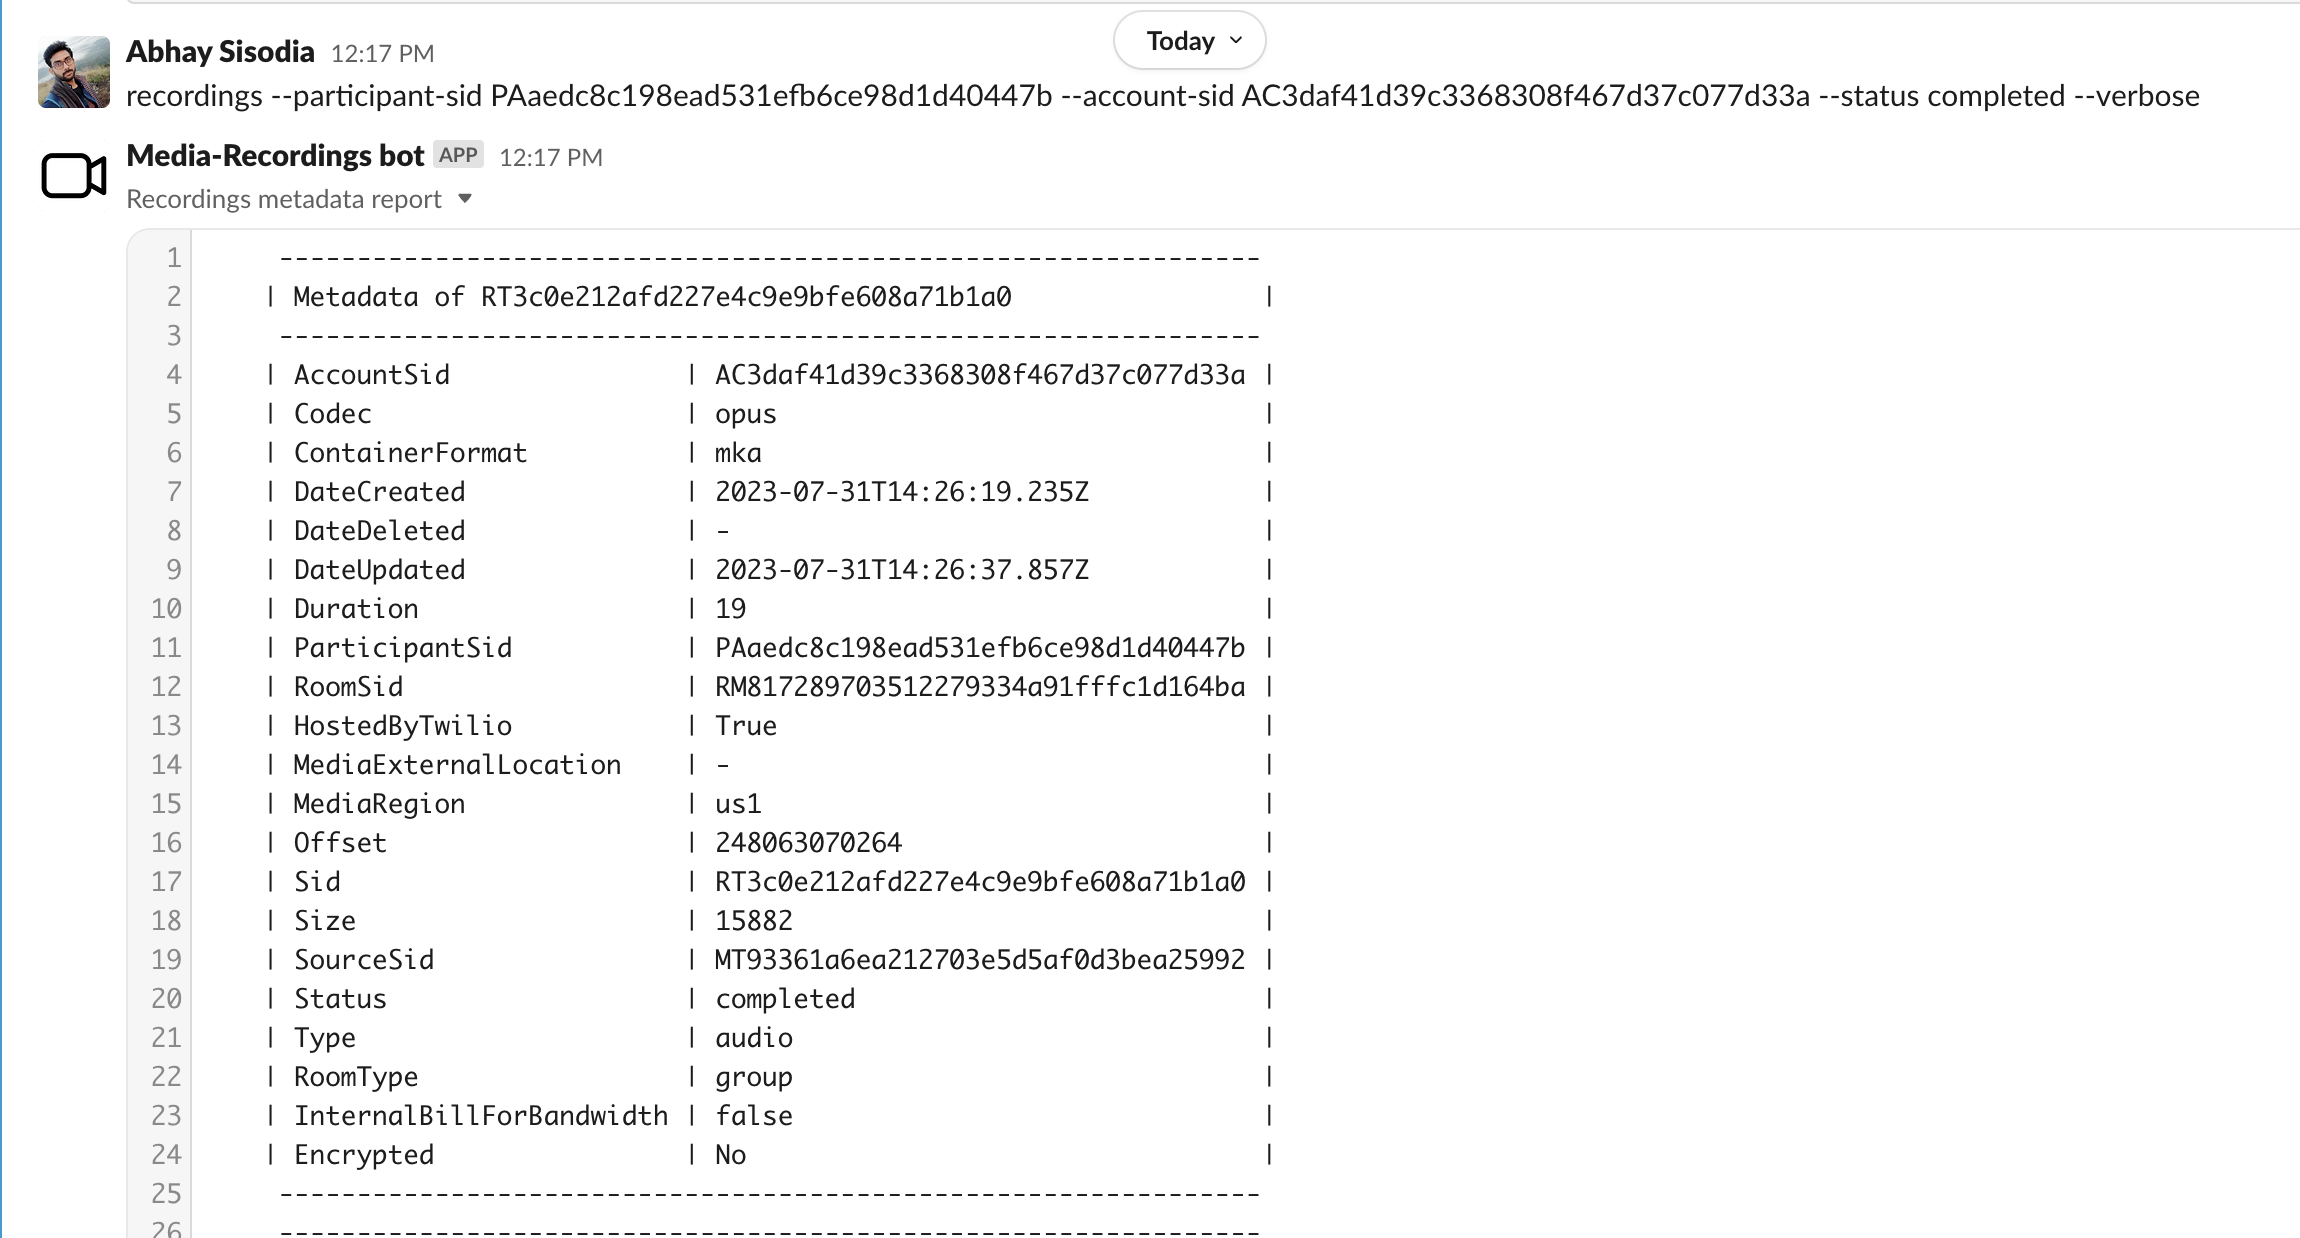 Today
Abhay Sisodia 12:17 PM
recordings --participant-sid PAaedc8c198ead531efb6ce98d1d40447b --account-sid AC3daf41d39c3368308f467d37c077d33a --status completed --verbose
Media-Recordings bot APP 12:17 PM
Recordings metadata report
1 ---------------------------------------------------------------
2 | Metadata of RT3c0e212afd227e4c9e9bfe608a71b1a0 |
3 ---------------------------------------------------------------
4 | AccountSid | AC3daf41d39c3368308f467d37c077d33a |
5 | Codec | opus |
6 | ContainerFormat | mka |
7 | DateCreated | 2023-07-31T14:26:19.235Z |
8 | DateDeleted | - |
9 | DateUpdated | 2023-07-31T14:26:37.857Z |
10 | Duration | 19 |
11 | ParticipantSid | PAaedc8c198ead531efb6ce98d1d40447b |
12 | RoomSid | RM817289703512279334a91fffc1d164ba |
13 | HostedByTwilio | True |
14 | MediaExternalLocation | - |
15 | MediaRegion | us1 |
16 | Offset | 248063070264 |
17 | Sid | RT3c0e212afd227e4c9e9bfe608a71b1a0 |
18 | Size | 15882 |
19 | SourceSid | MT93361a6ea212703e5d5af0d3bea25992 |
20 | Status | completed |
21 | Type | audio |
22 | RoomType | group |
23 | InternalBillForBandwidth | false |
24 | Encrypted | No |
25 ---------------------------------------------------------------
26 ---------------------------------------------------------------